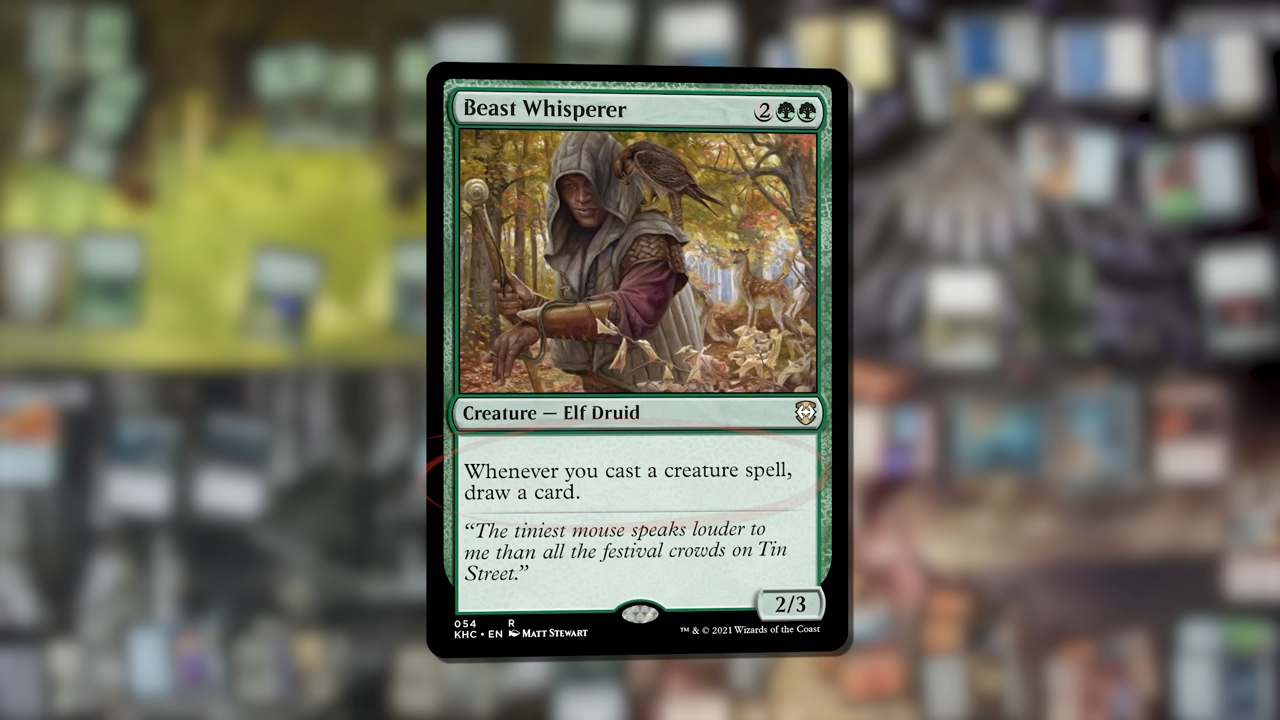 Beast Whisperer 2
Creature — Elf Druid
Whenever you cast a creature spell,
draw a card.
“The tiniest mouse speaks louder to
me than all the festival crowds on Tin
Street.”
2/3
054 R
KHC • EN Matt Stewart
™ & © 2021 Wizards of the Coast